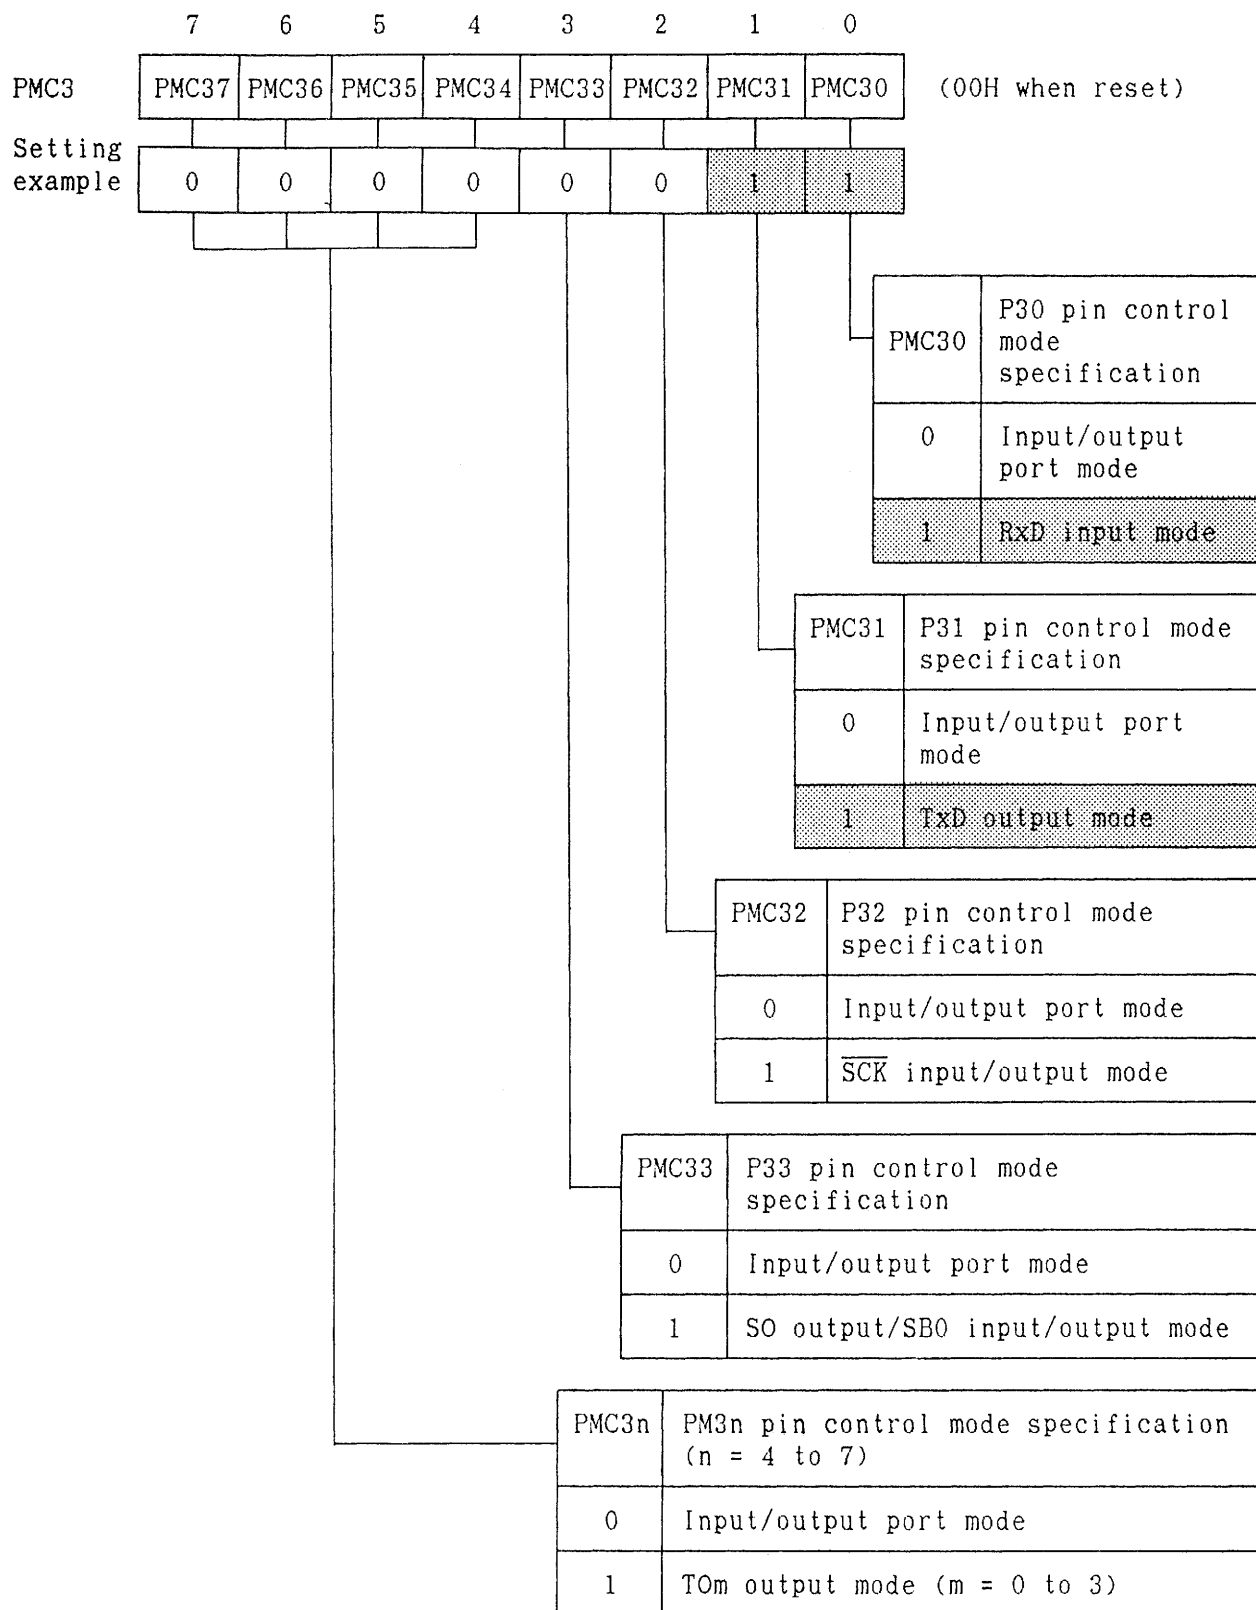 7 6 5 4 3 2 1 0
PMC3 PMC37 PMC36 PMC35 PMC34 PMC33 PMC32 PMC31 PMC30 (00H when reset)
Setting
example 0 0 0 0 0 0 1 1
PMC30 P30 pin control
mode
specification
0 Input/output
port mode
1 RxD input mode
PMC31 P31 pin control mode
specification
0 Input/output port
mode
1 TxD output mode
PMC32 P32 pin control mode
specification
0 Input/output port mode
1 S̅C̅K̅ input/output mode
PMC33 P33 pin control mode
specification
0 Input/output port mode
1 SO output/SB0 input/output mode
PMC3n PM3n pin control mode specification
(n = 4 to 7)
0 Input/output port mode
1 TOm output mode (m = 0 to 3)